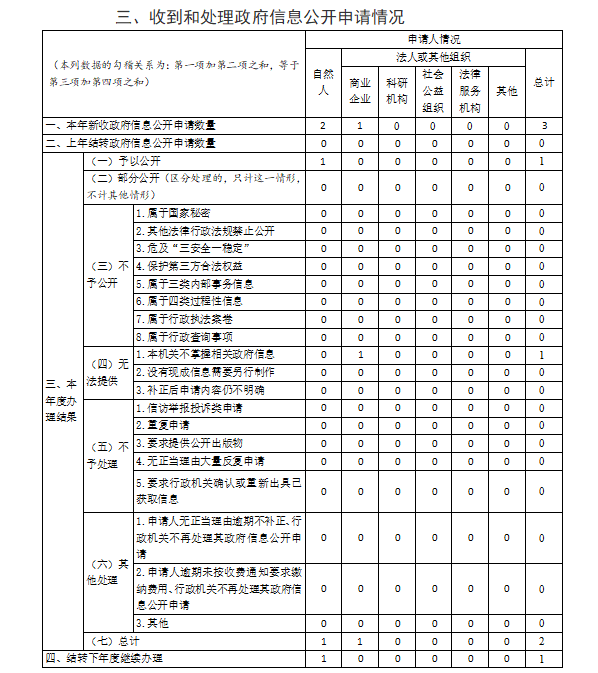 三、收到和处理政府信息公开申请情况
（本列数据的勾稽关系为：第一项加第二项之和，等于
第三项加第四项之和）
申请人情况
自然
人
法人或其他组织
总计
商业
企业
科研
机构
社会
公益
组织
法律
服务
机构
其他
一、本年新收政府信息公开申请数量 2 1 0 0 0 0 3
二、上年结转政府信息公开申请数量 0 0 0 0 0 0 0
三、本
年度办
理结果
（一）予以公开 1 0 0 0 0 0 1
（二）部分公开（区分处理的，只计这一情形，
不计其他情形） 0 0 0 0 0 0 0
（三）不
予公开
1.属于国家秘密 0 0 0 0 0 0 0
2.其他法律行政法规禁止公开 0 0 0 0 0 0 0
3.危及“三安全一稳定” 0 0 0 0 0 0 0
4.保护第三方合法权益 0 0 0 0 0 0 0
5.属于三类内部事务信息 0 0 0 0 0 0 0
6.属于四类过程性信息 0 0 0 0 0 0 0
7.属于行政执法案卷 0 0 0 0 0 0 0
8.属于行政查询事项 0 0 0 0 0 0 0
（四）无
法提供
1.本机关不掌握相关政府信息 0 1 0 0 0 0 1
2.没有现成信息需要另行制作 0 0 0 0 0 0 0
3.补正后申请内容仍不明确 0 0 0 0 0 0 0
（五）不
予处理
1.信访举报投诉类申请 0 0 0 0 0 0 0
2.重复申请 0 0 0 0 0 0 0
3.要求提供公开出版物 0 0 0 0 0 0 0
4.无正当理由大量反复申请 0 0 0 0 0 0 0
5.要求行政机关确认或重新出具已
获取信息 0 0 0 0 0 0 0
（六）其
他处理
1.申请人无正当理由逾期不补正、行
政机关不再处理其政府信息公开申
请 0 0 0 0 0 0 0
2.申请人逾期未按收费通知要求缴
纳费用、行政机关不再处理其政府信
息公开申请 0 0 0 0 0 0 0
3.其他 0 0 0 0 0 0 0
（七）总计 1 1 0 0 0 0 2
四、结转下年度继续办理 1 0 0 0 0 0 1